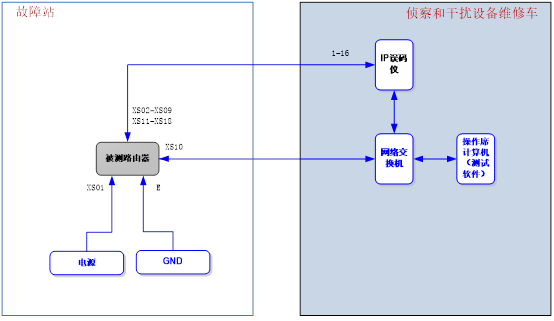 故障站
侦察和干扰设备维修车
1-16
IP误码
仪
XS02-XS09
XS11-XS18
被测路由器
XS10
网络交
换机
操作席
计算机
(测试
软件)
XS01
E
电源
GND